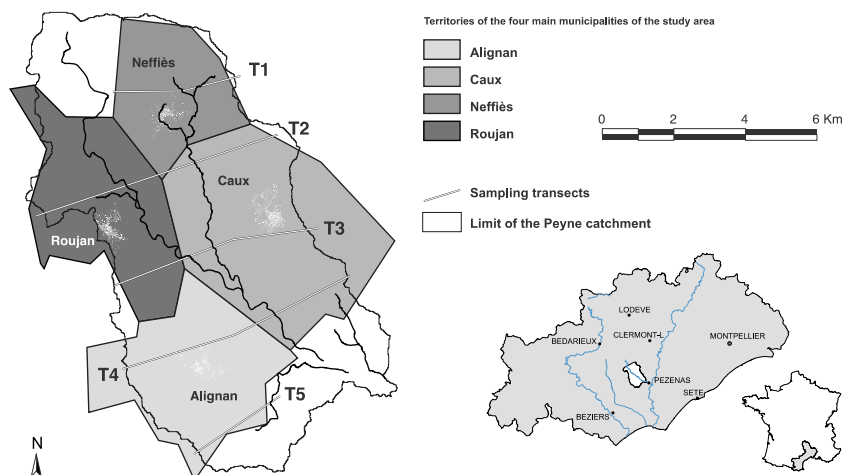 Territories of the four main municipalities of the study area
Alignan
Caux
Neffiès
Roujan
0 2 4 6 Km
Sampling transects
Limit of the Peyne catchment
Neffiès
T1
T2
Caux
T3
Roujan
T4
Alignan
T5
N
LODEVE
BEDARIEUX
CLERMONT-L
MONTPELLIER
PEZENAS
SETE
BEZIERS